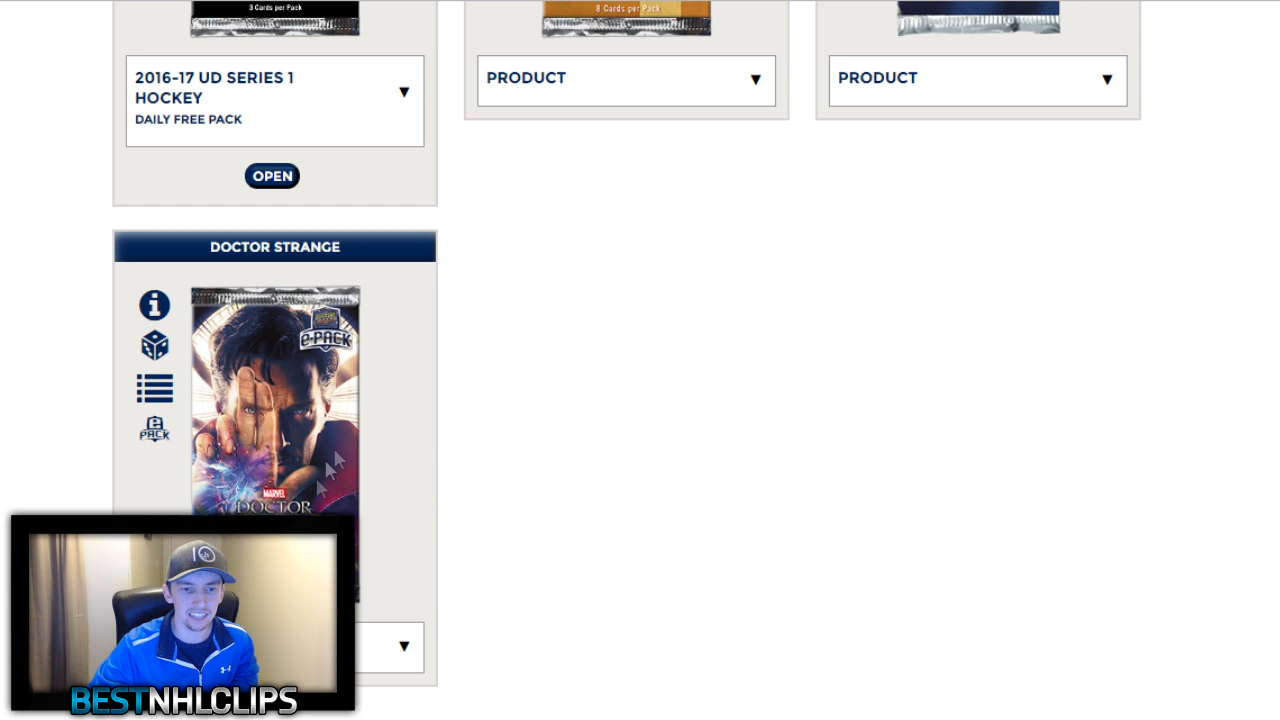 3 Cards per Pack
8 Cards per Pack
2016-17 UD SERIES 1
HOCKEY
DAILY FREE PACK
PRODUCT
PRODUCT
OPEN
DOCTOR STRANGE
e-PACK
e
PACK
MARVEL
DOCTOR
BESTNHLCLIPS